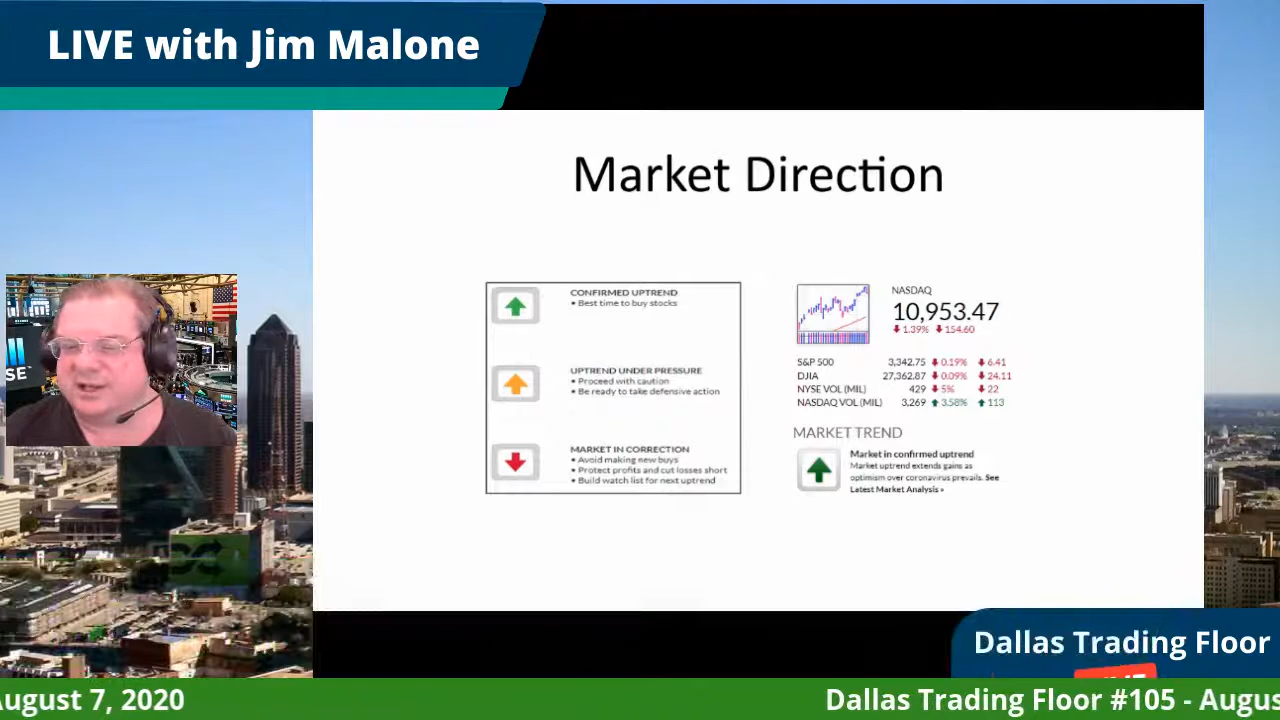 LIVE with Jim Malone
Market Direction
CONFIRMED UPTREND
• Best time to buy stocks
UPTREND UNDER PRESSURE
• Proceed with caution
• Be ready to take defensive action
MARKET IN CORRECTION
• Avoid making new buys
• Protect profits and cut losses short
• Build watch list for next uptrend
NASDAQ
10,953.47
1.39% 154.60
S&P 500 3,342.75 0.19% 6.41
DJIA 27,362.87 0.09% 24.11
NYSE VOL (MIL) 429 5% 22
NASDAQ VOL (MIL) 3,269 3.58% 113
MARKET TREND
Market in confirmed uptrend
Market uptrend extends gains as
optimism over coronavirus prevails. See
Latest Market Analysis »
SE
Dallas Trading Floor
ugust 7, 2020
Dallas Trading Floor #105 - Augus